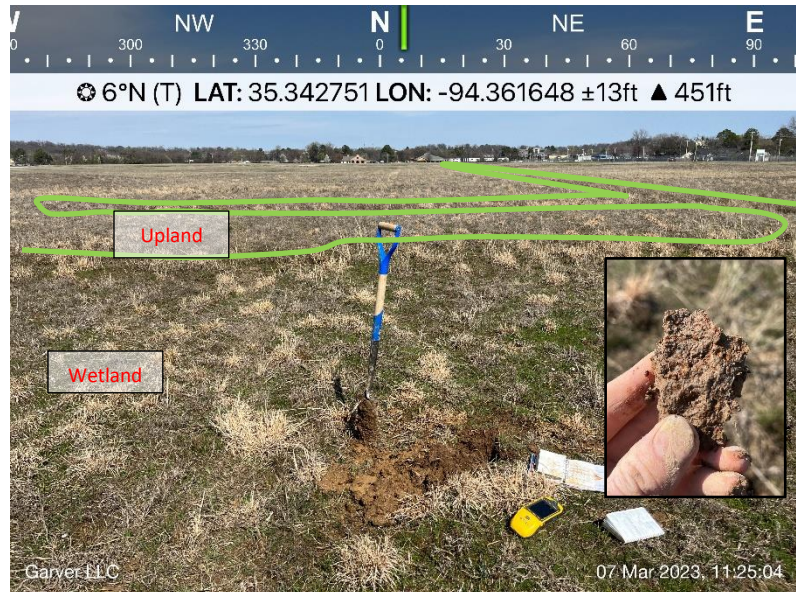 W NW N NE E
0 300 330 0 30 60 90
6°N (T) LAT: 35.342751 LON: -94.361648 ±13ft ▲ 451ft
Upland
Wetland
Garver LLC
07 Mar 2023, 11:25:04